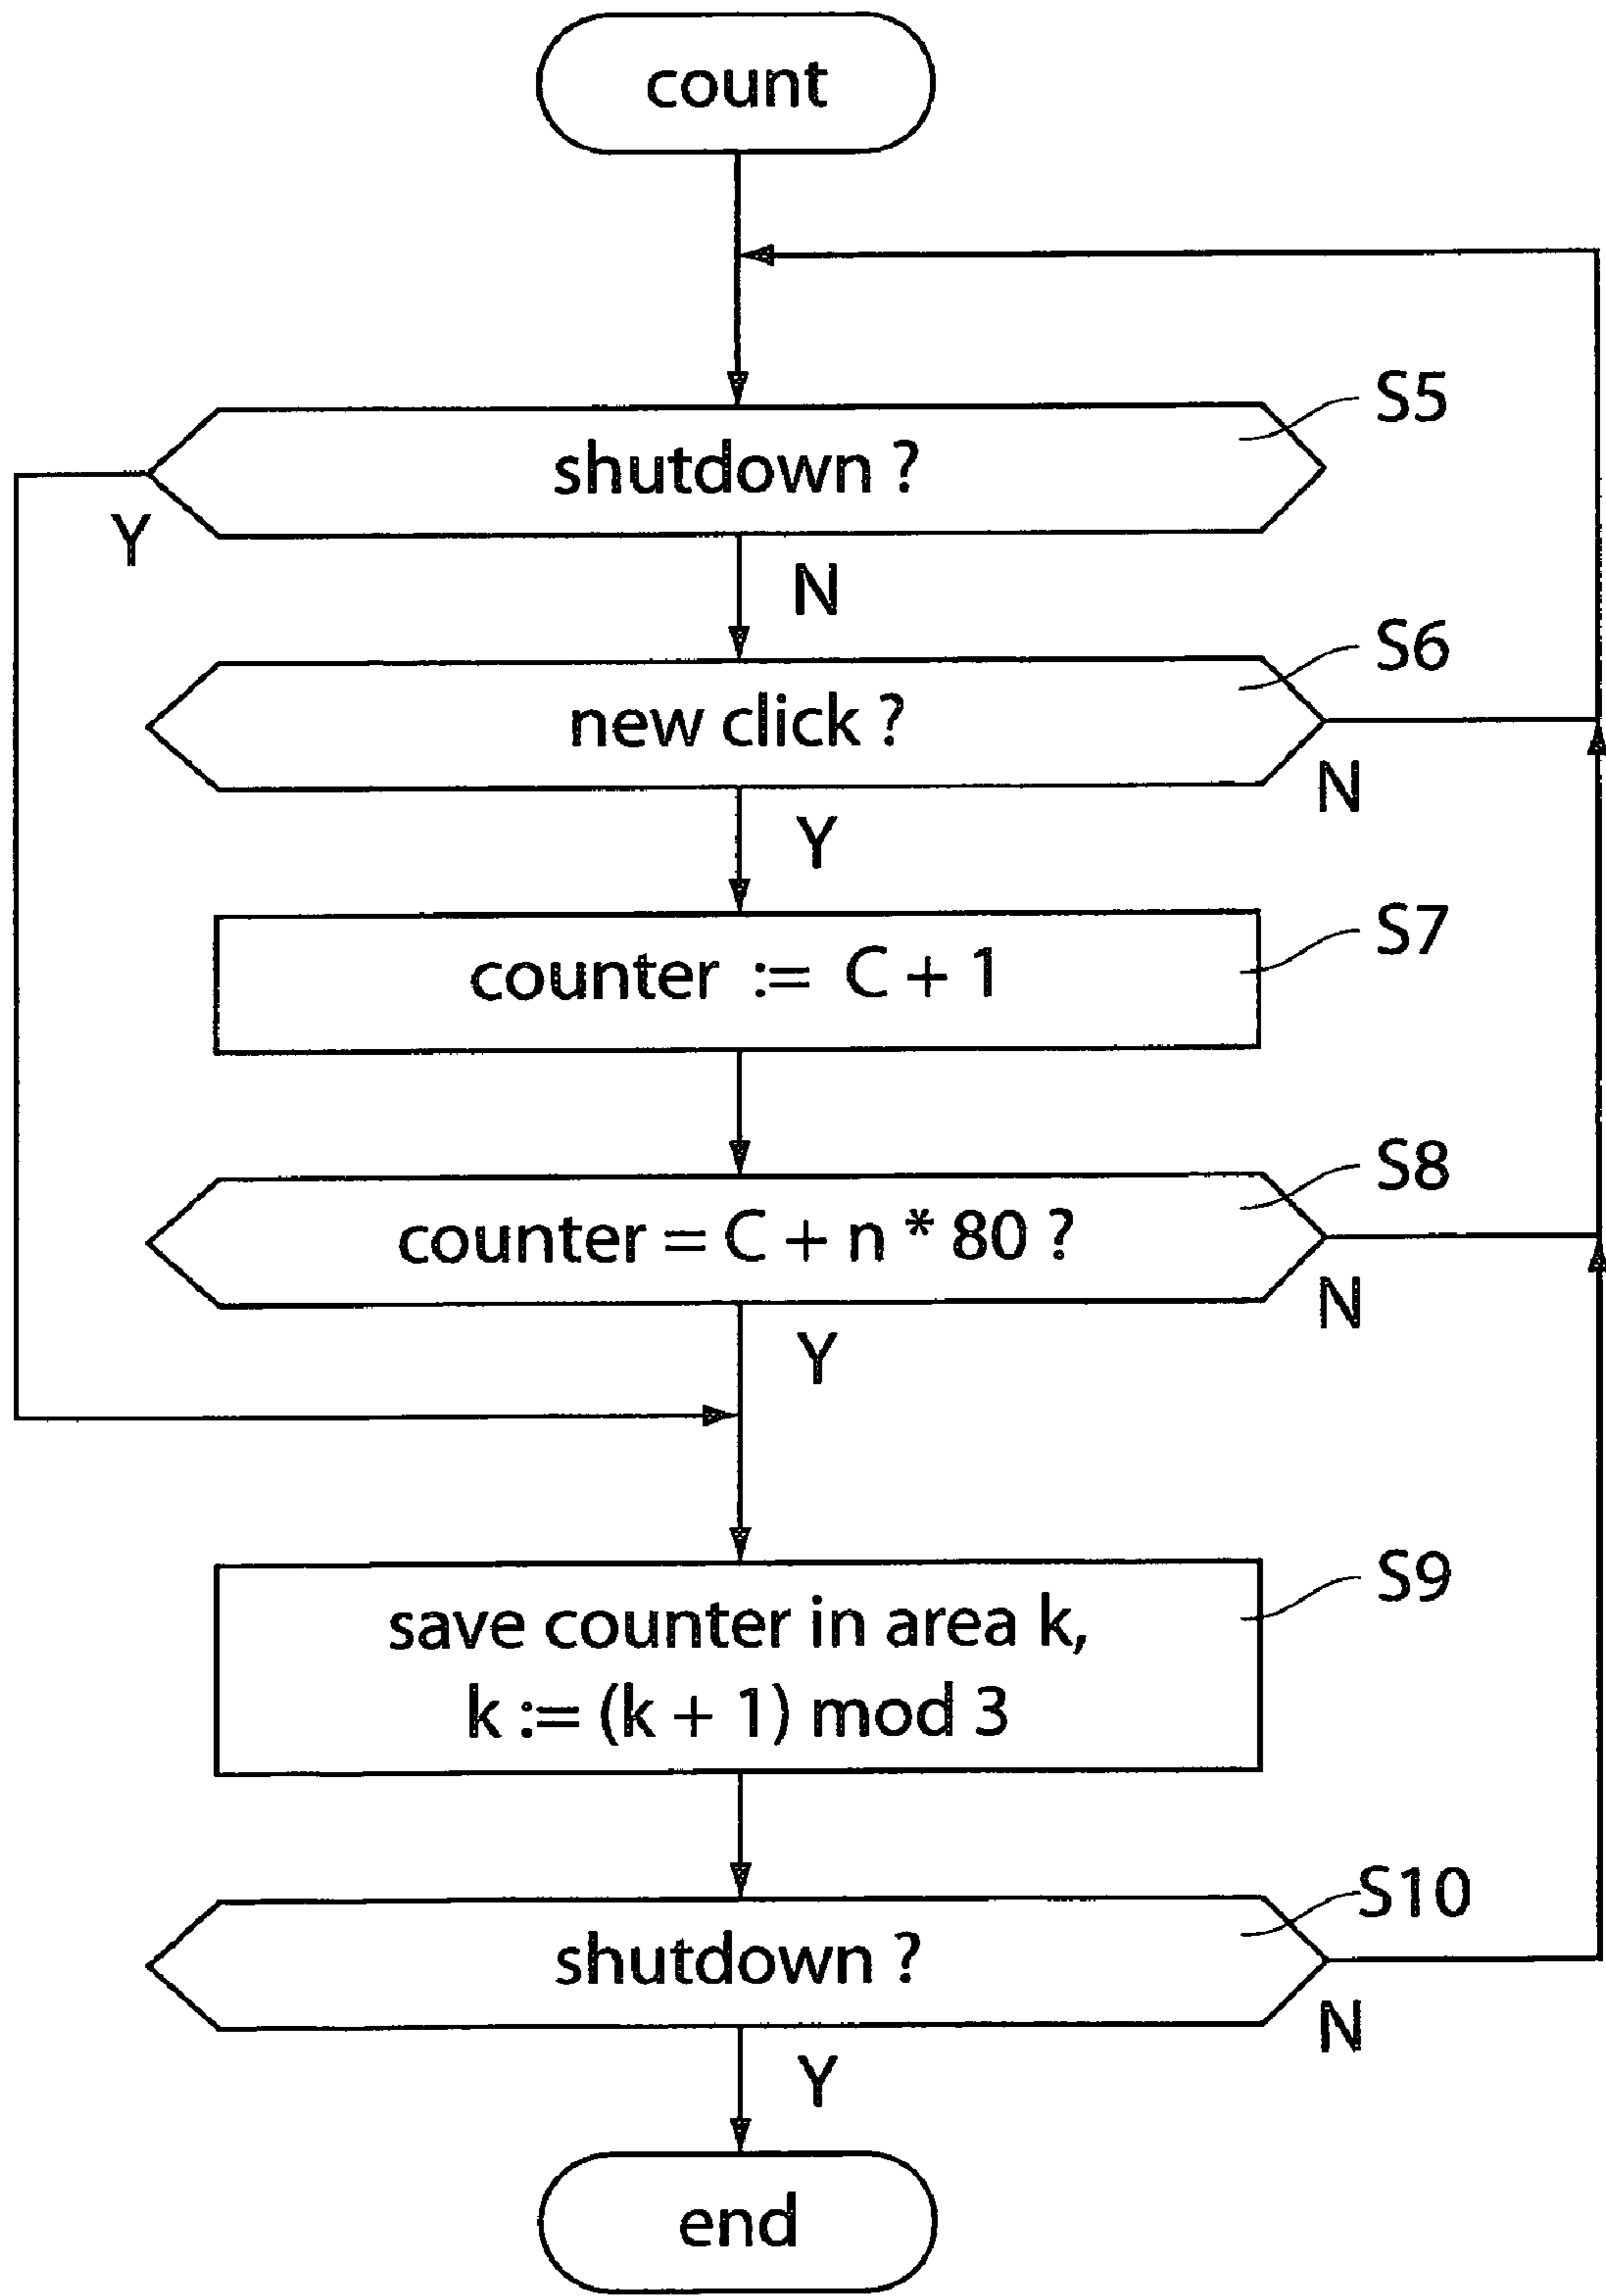 count
S5
shutdown ?
Y
N
S6
new click ?
N
Y
S7
counter := C + 1
S8
counter = C + n * 80 ?
N
Y
S9
save counter in area k,
k := (k + 1) mod 3
S10
shutdown ?
N
Y
end